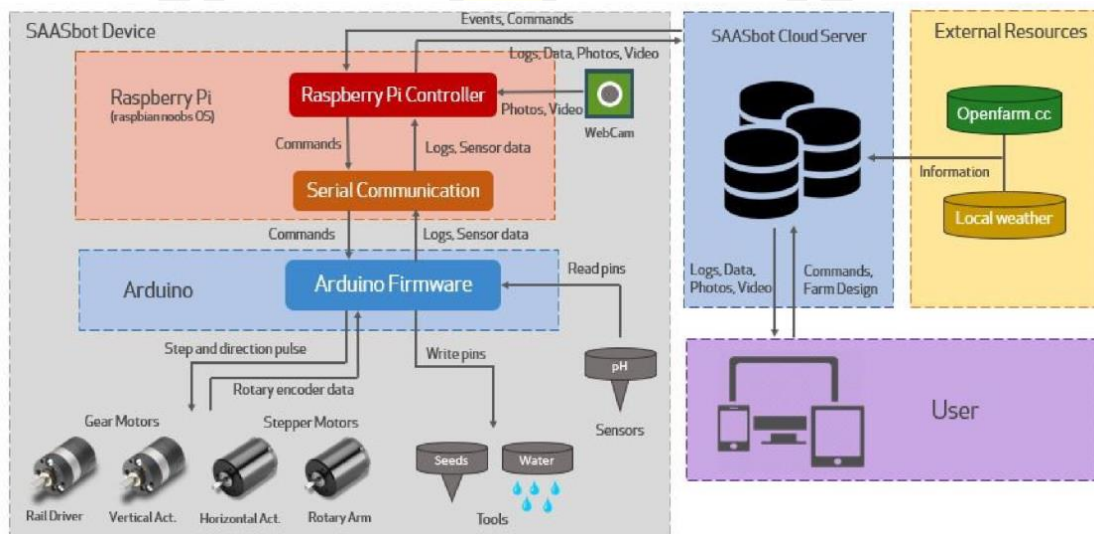 Events, Commands
SAASbot Device
SAASbot Cloud Server
External Resources
Logs, Data, Photos, Video
Raspberry Pi
(raspbian noobs OS)
Raspberry Pi Controller
Photos, Video
WebCam
Openfarm.cc
Commands
Logs, Sensor data
Information
Serial Communication
Local weather
Commands
Logs, Sensor data
Arduino
Arduino Firmware
Read pins
Logs, Data,
Photos, Video
Commands,
Farm Design
Step and direction pulse
Write pins
Rotary encoder data
pH
Sensors
User
Gear Motors
Stepper Motors
Seeds
Water
Rail Driver
Vertical Act.
Horizontal Act.
Rotary Arm
Tools